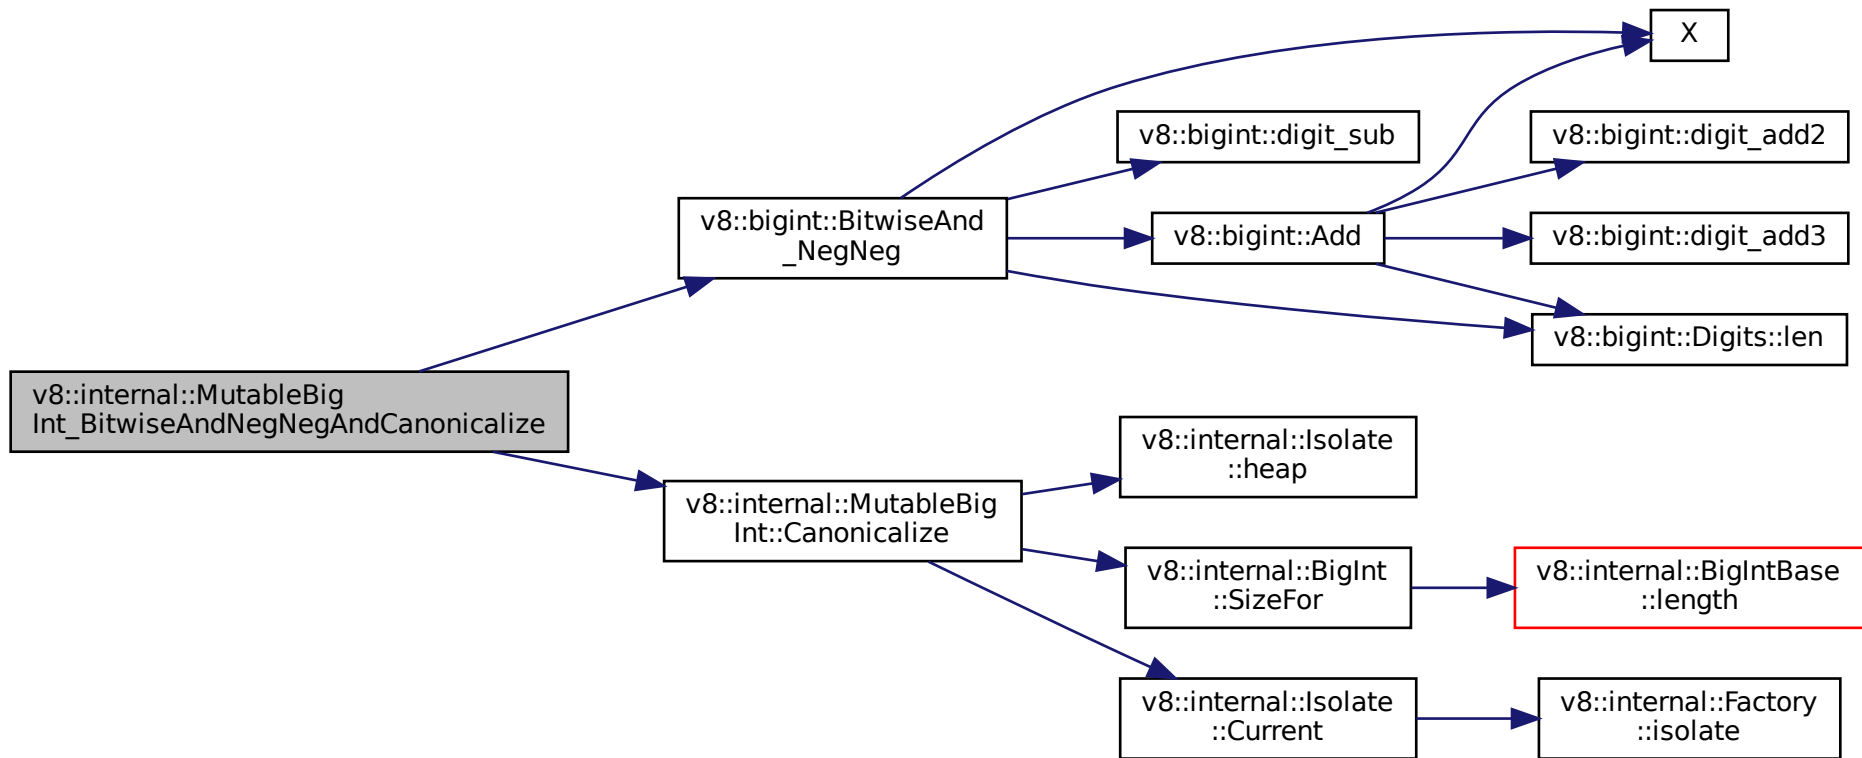 X
v8::bigint::digit_sub
v8::bigint::digit_add2
v8::bigint::BitwiseAnd
_NegNeg
v8::bigint::Add
v8::bigint::digit_add3
v8::bigint::Digits::len
v8::internal::MutableBig
Int_BitwiseAndNegNegAndCanonicalize
v8::internal::Isolate
::heap
v8::internal::MutableBig
Int::Canonicalize
v8::internal::BigInt
::SizeFor
v8::internal::BigIntBase
::length
v8::internal::Isolate
::Current
v8::internal::Factory
::isolate